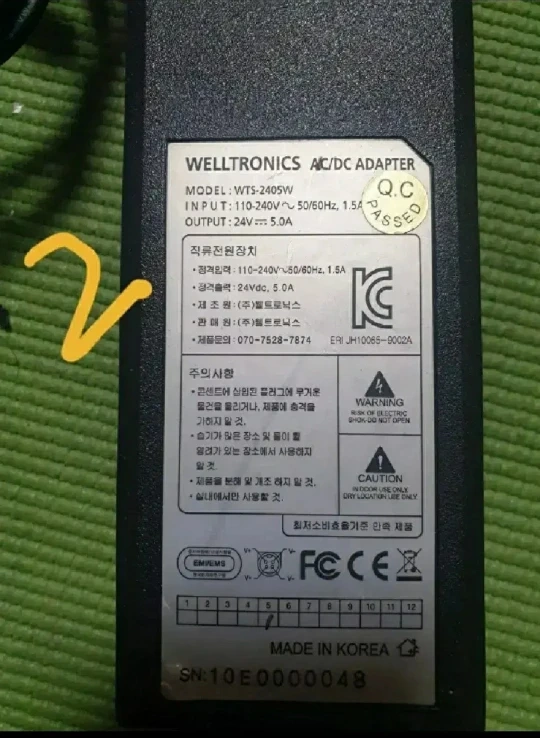 WELLTRONICS AC/DC ADAPTER
MODEL : WTS-2405W
INPUT : 110-240V～ 50/60Hz, 1.5A
OUTPUT : 24V⎓ 5.0A
Q.C
PASSED
직류전원장치
• 정격입력 : 110-240V～50/60Hz, 1.5A
• 정격출력 : 24Vdc, 5.0A
• 제 조 원 : (주)웰트로닉스
• 판 매 원 : (주)웰트로닉스
• 제품문의 : 070-7528-7874
ERI JH10065-9002A
주의사항
• 콘센트에 삽입된 플러그에 무거운
물건을 올리거나, 제품에 충격을
가하지 말 것.
• 습기가 많은 장소 및 물이 튈
염려가 있는 장소에서 사용하지
말 것.
• 제품을 분해 및 개조 하지 말 것.
• 실내에서만 사용할 것.
WARNING
RISK OF ELECTRIC
SHOK-DO NOT OPEN
CAUTION
INDOOR USE ONLY
DRY LOCATION USE ONLY
최저소비효율기준 만족 제품
EMI/EMS
V+ V-
V+ V-
FC CE
1 2 3 4 5 6 7 8 9 10 11 12
MADE IN KOREA
SN: 10E0000048
2